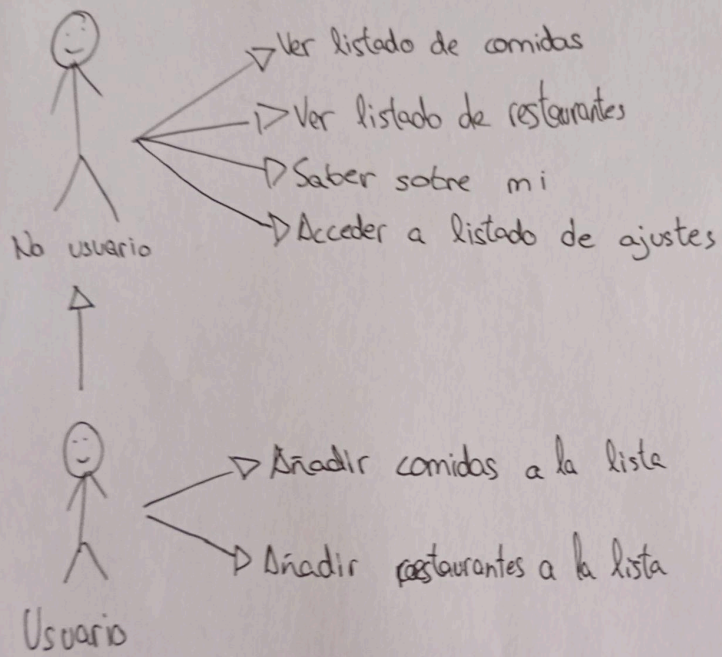 Ver listado de comidas
Ver listado de restaurantes
Saber sobre mi
Acceder a listado de ajustes
No usuario
Añadir comidas a la lista
Añadir restaurantes a la lista
Usuario